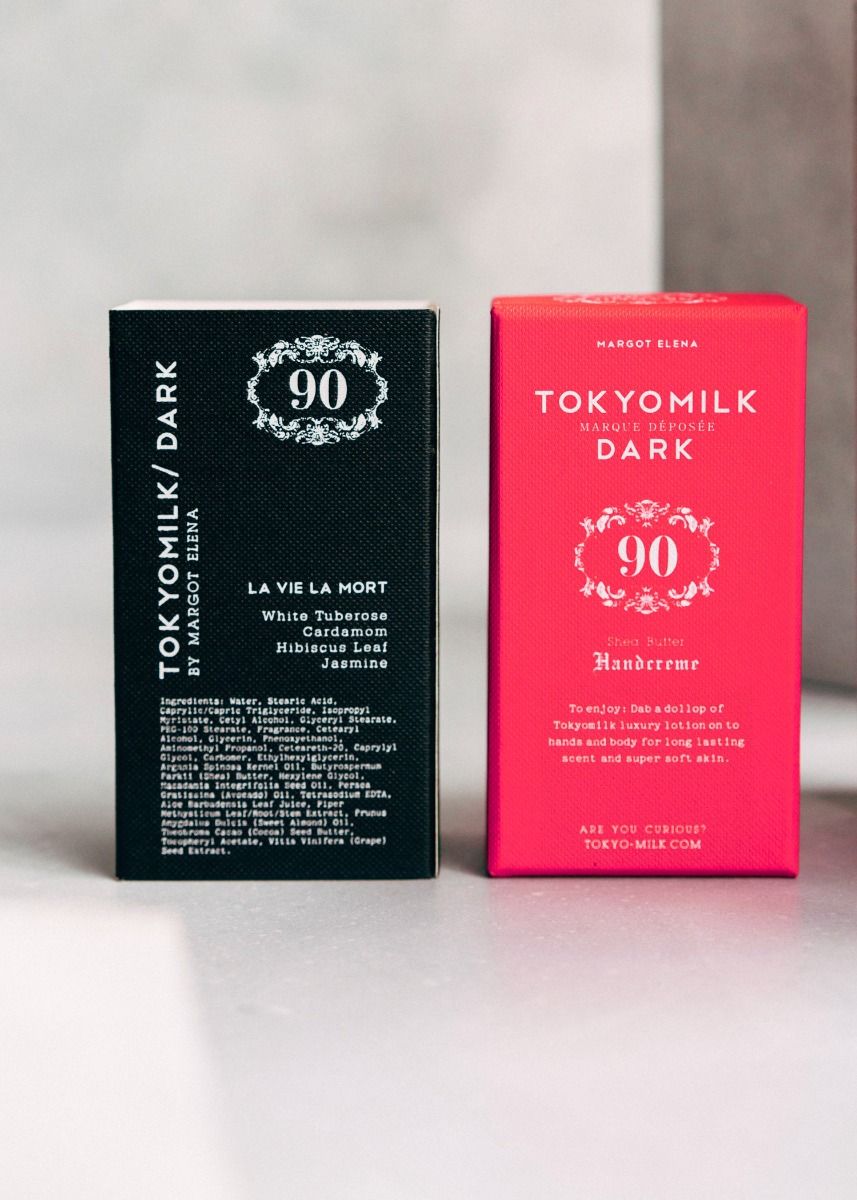 TOKYOMILK/ DARK
BY MARGOT ELENA
90
LA VIE LA MORT
White Tuberose
Cardamom
Hibiscus Leaf
Jasmine
Ingredients: Water, Stearic Acid,
Caprylic/Capric Triglyceride, Isopropyl
Myristate, Cetyl Alcohol, Glyceryl Stearate,
PEG-100 Stearate, Fragrance, Cetearyl
Alcohol, Glycerin, Phenoxyethanol,
Aminomethyl Propanol, Ceteareth-20, Caprylyl
Glycol, Carbomer, Ethylhexylglycerin,
Argania Spinosa Kernel Oil, Butyrospermum
Parkii (Shea) Butter, Hexylene Glycol,
Macadamia Integrifolia Seed Oil, Persea
Gratissima (Avocado) Oil, Tetrasodium EDTA,
Aloe Barbadensis Leaf Juice, Piper
Methysticum Leaf/Root/Stem Extract, Prunus
Amygdalus Dulcis (Sweet Almond) Oil,
Theobroma Cacao (Cocoa) Seed Butter,
Tocopheryl Acetate, Vitis Vinifera (Grape)
Seed Extract.
MARGOT ELENA
TOKYOMILK
MARQUE DÉPOSÉE
DARK
90
Shea Butter
Handcreme
To enjoy: Dab a dollop of
Tokyomilk luxury lotion on to
hands and body for long lasting
scent and super soft skin.
ARE YOU CURIOUS?
TOKYO-MILK.COM